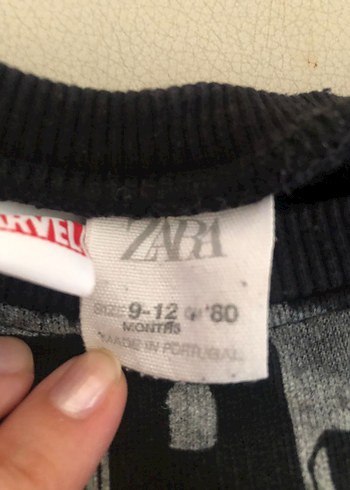 ARVEL
ZARA
SIZE 9-12 80
MONTHS
MADE IN PORTUGAL